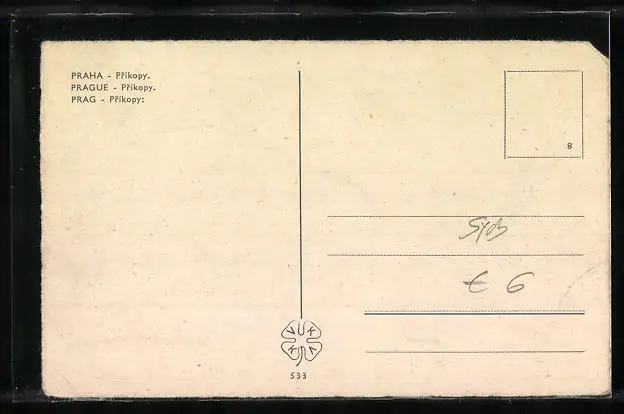 PRAHA - Příkopy.
PRAGUE - Příkopy.
PRAG - Příkopy:
8
€ 6
V K K V
533